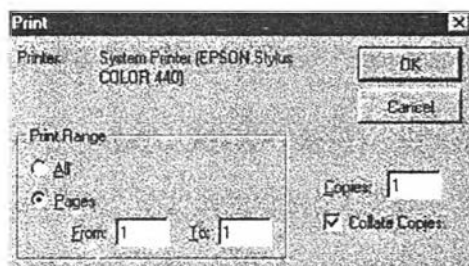 Print
Printer: System Printer (EPSON Stylus
COLOR 440)
OK
Cancel
Print Range
All
Pages
From: 1 To: 1
Copies: 1
Collate Copies